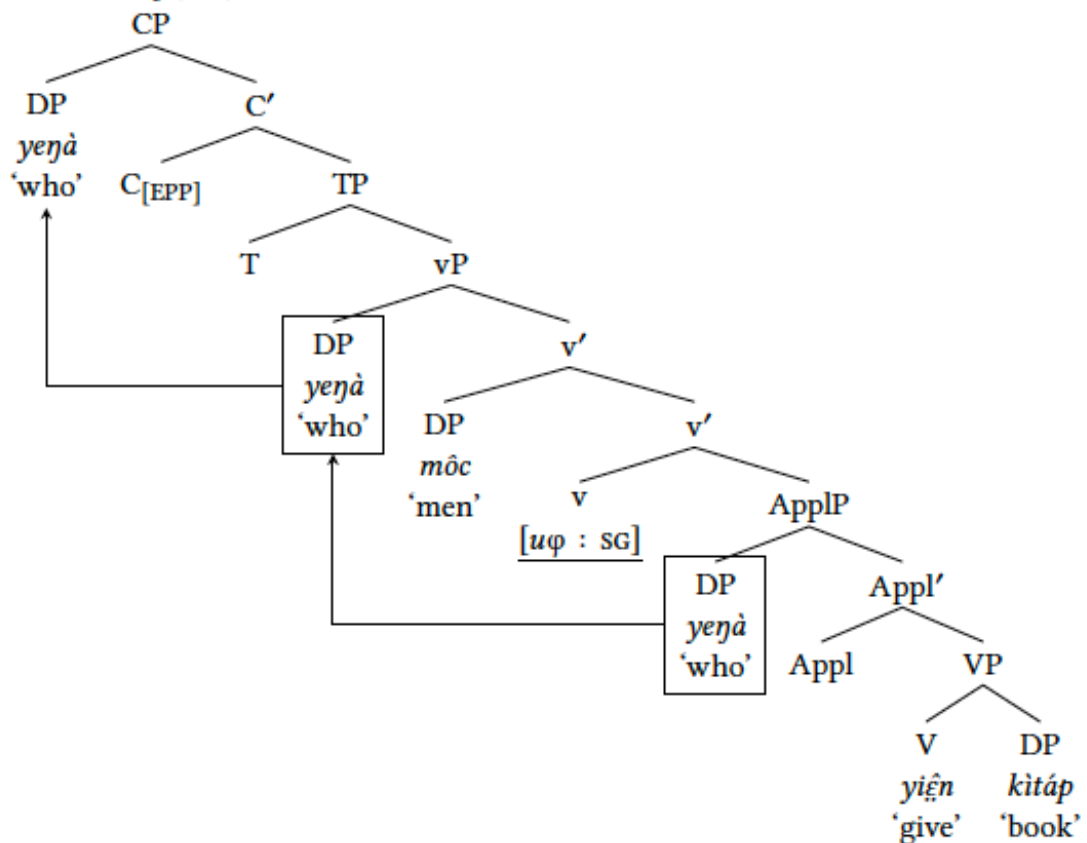 CP
DP C′
yeŋà
‘who’ C[EPP] TP
T vP
DP v′
yeŋà
‘who’ DP v′
môc
‘men’ v ApplP
[uφ : SG]
DP Appl′
yeŋà
‘who’ Appl VP
V DP
yiɛ̤̂n kìtáp
‘give’ ‘book’